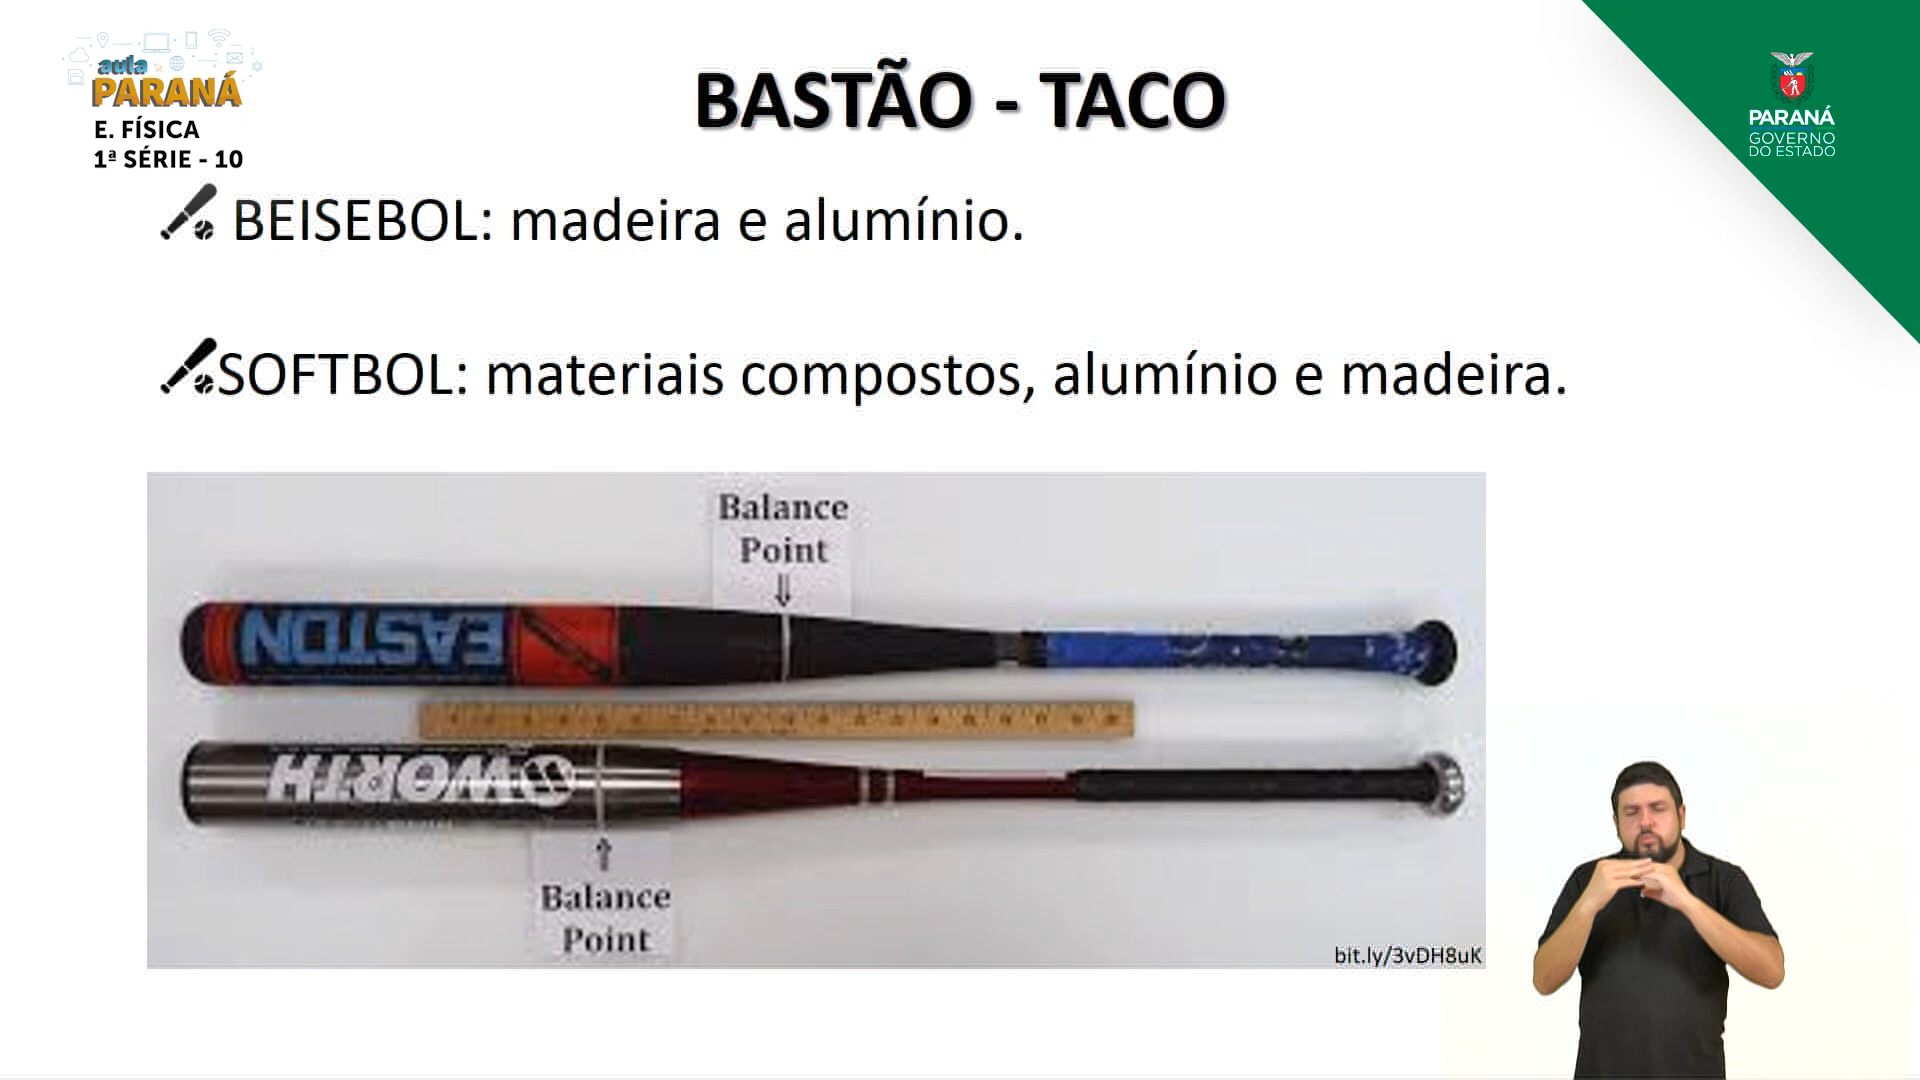 aula
PARANÁ
E. FÍSICA
1ª SÉRIE - 10
BASTÃO - TACO
PARANÁ
GOVERNO
DO ESTADO
BEISEBOL: madeira e alumínio.
SOFTBOL: materiais compostos, alumínio e madeira.
Balance
Point
EASTON
WORTH
Balance
Point
bit.ly/3vDH8uK